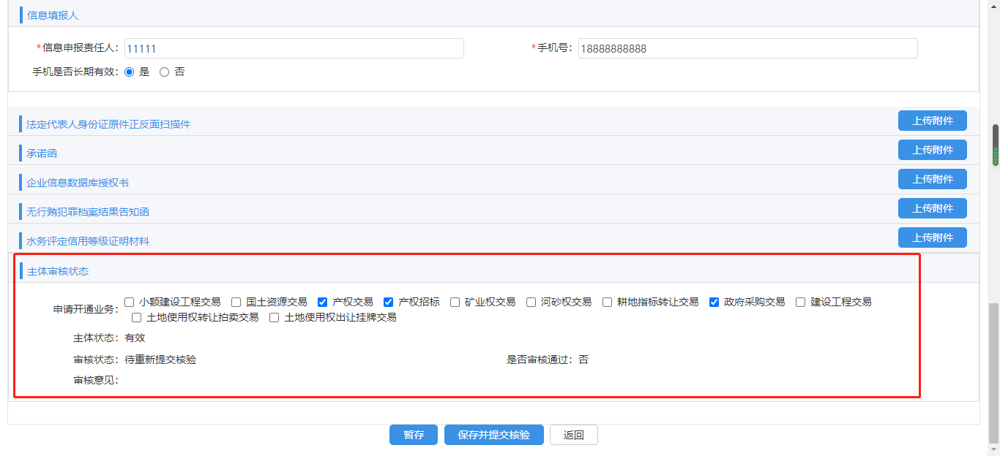 信息填报人
*信息申报责任人： 11111 *手机号： 18888888888
手机是否长期有效： 是 否
法定代表人身份证原件正反面扫描件 上传附件
承诺函 上传附件
企业信息数据库授权书 上传附件
无行贿犯罪档案结果告知函 上传附件
水务评定信用等级证明材料 上传附件
主体审核状态
申请开通业务： 小额建设工程交易 国土资源交易 产权交易 产权招标 矿业权交易 河砂权交易 耕地指标转让交易 政府采购交易 建设工程交易
土地使用权转让拍卖交易 土地使用权出让挂牌交易
主体状态： 有效
审核状态： 待重新提交核验 是否审核通过： 否
审核意见：
暂存 保存并提交核验 返回